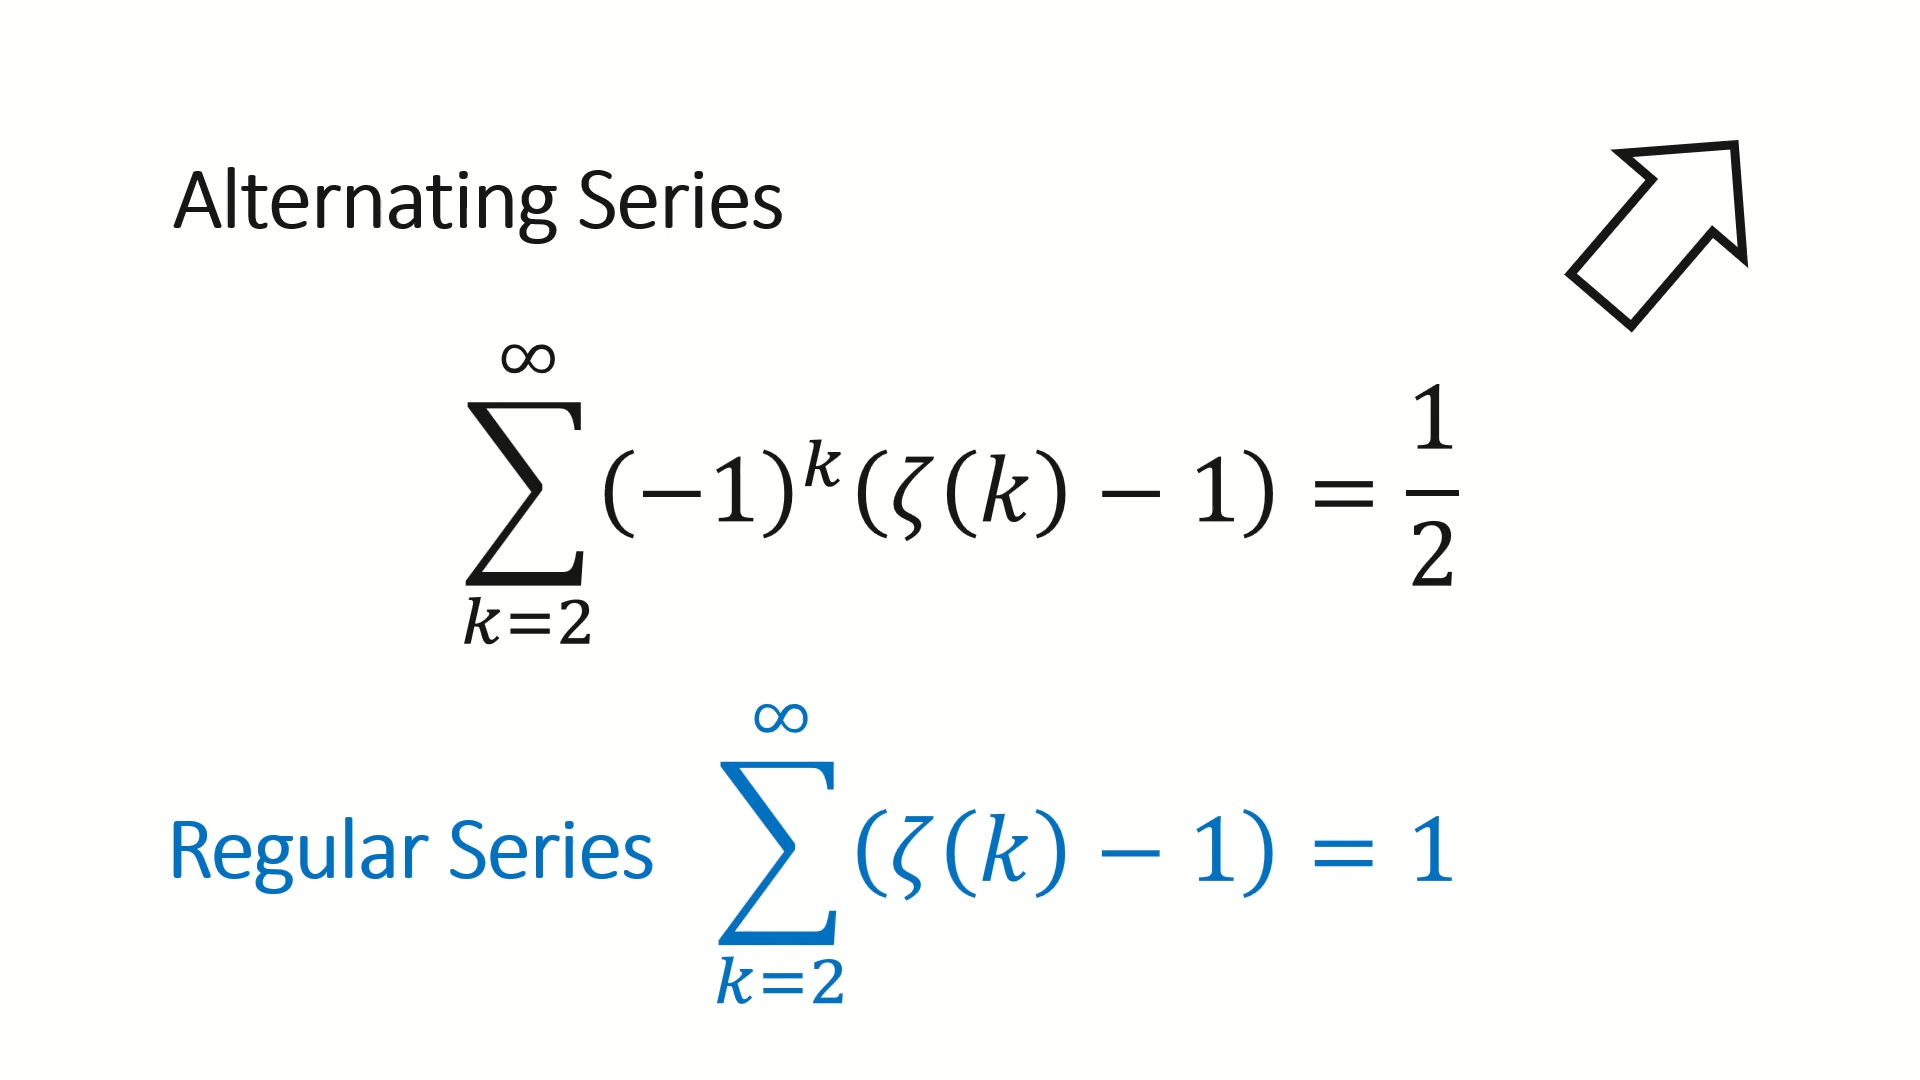 Alternating Series
∞
∑ (−1)^k (ζ(k) − 1) = 1/2
k=2
∞
Regular Series ∑ (ζ(k) − 1) = 1
k=2